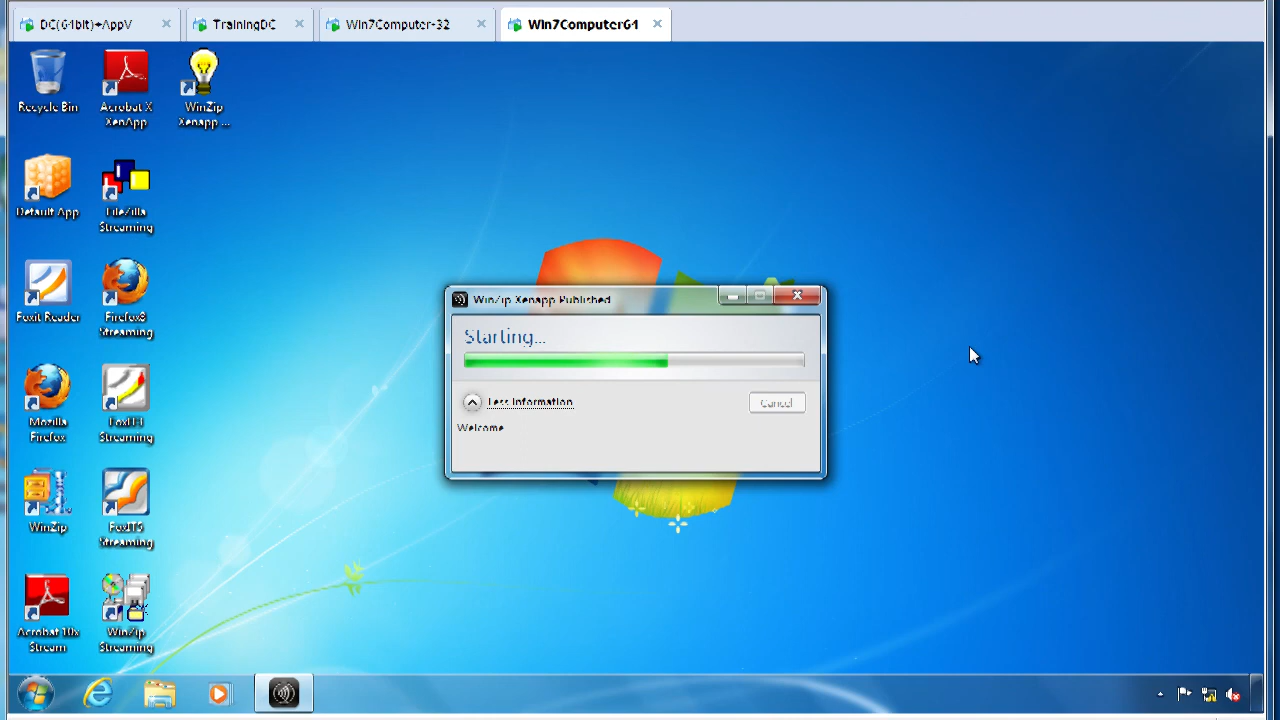 DC(64bit)+AppV
TrainingDC
Win7Computer-32
Win7Computer64
Recycle Bin
Acrobat X
XenApp
WinZip
Xenapp ...
Default App
FileZilla
Streaming
Foxit Reader
Firefox8
Streaming
Mozilla
Firefox
Streaming
WinZip
FoxIT5
Streaming
Acrobat 10x
Stream
WinZip
Streaming
WinZip Xenapp Published
Starting...
Less Information
Cancel
Welcome